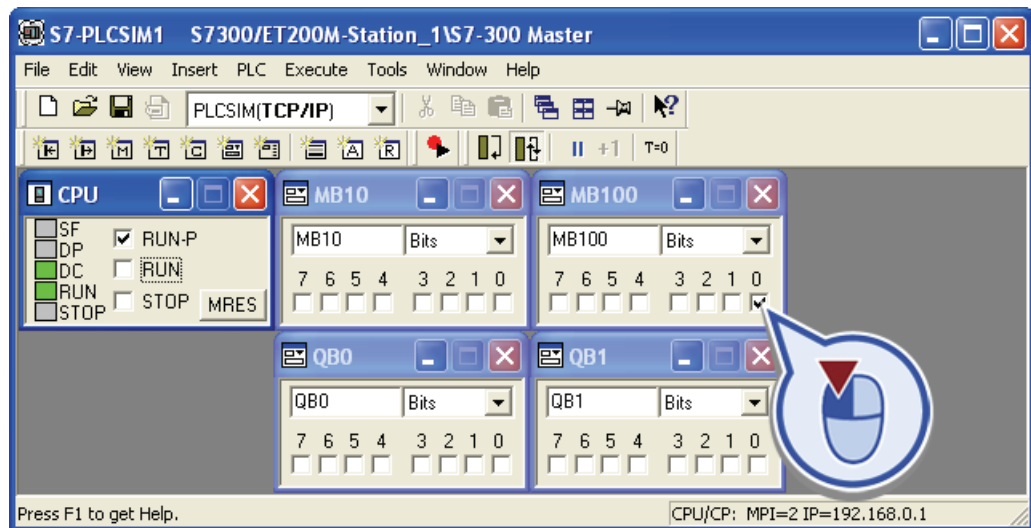 S7-PLCSIM1 S7300/ET200M-Station_1\S7-300 Master
File Edit View Insert PLC Execute Tools Window Help
PLCSIM(TCP/IP)
+1 T=0
CPU
SF
DP
DC
RUN
STOP
RUN-P
RUN
STOP
MRES
MB10
MB10 Bits
7 6 5 4 3 2 1 0
MB100
MB100 Bits
7 6 5 4 3 2 1 0
QB0
QB0 Bits
7 6 5 4 3 2 1 0
QB1
QB1 Bits
7 6 5 4 3 2 1 0
Press F1 to get Help.
CPU/CP: MPI=2 IP=192.168.0.1